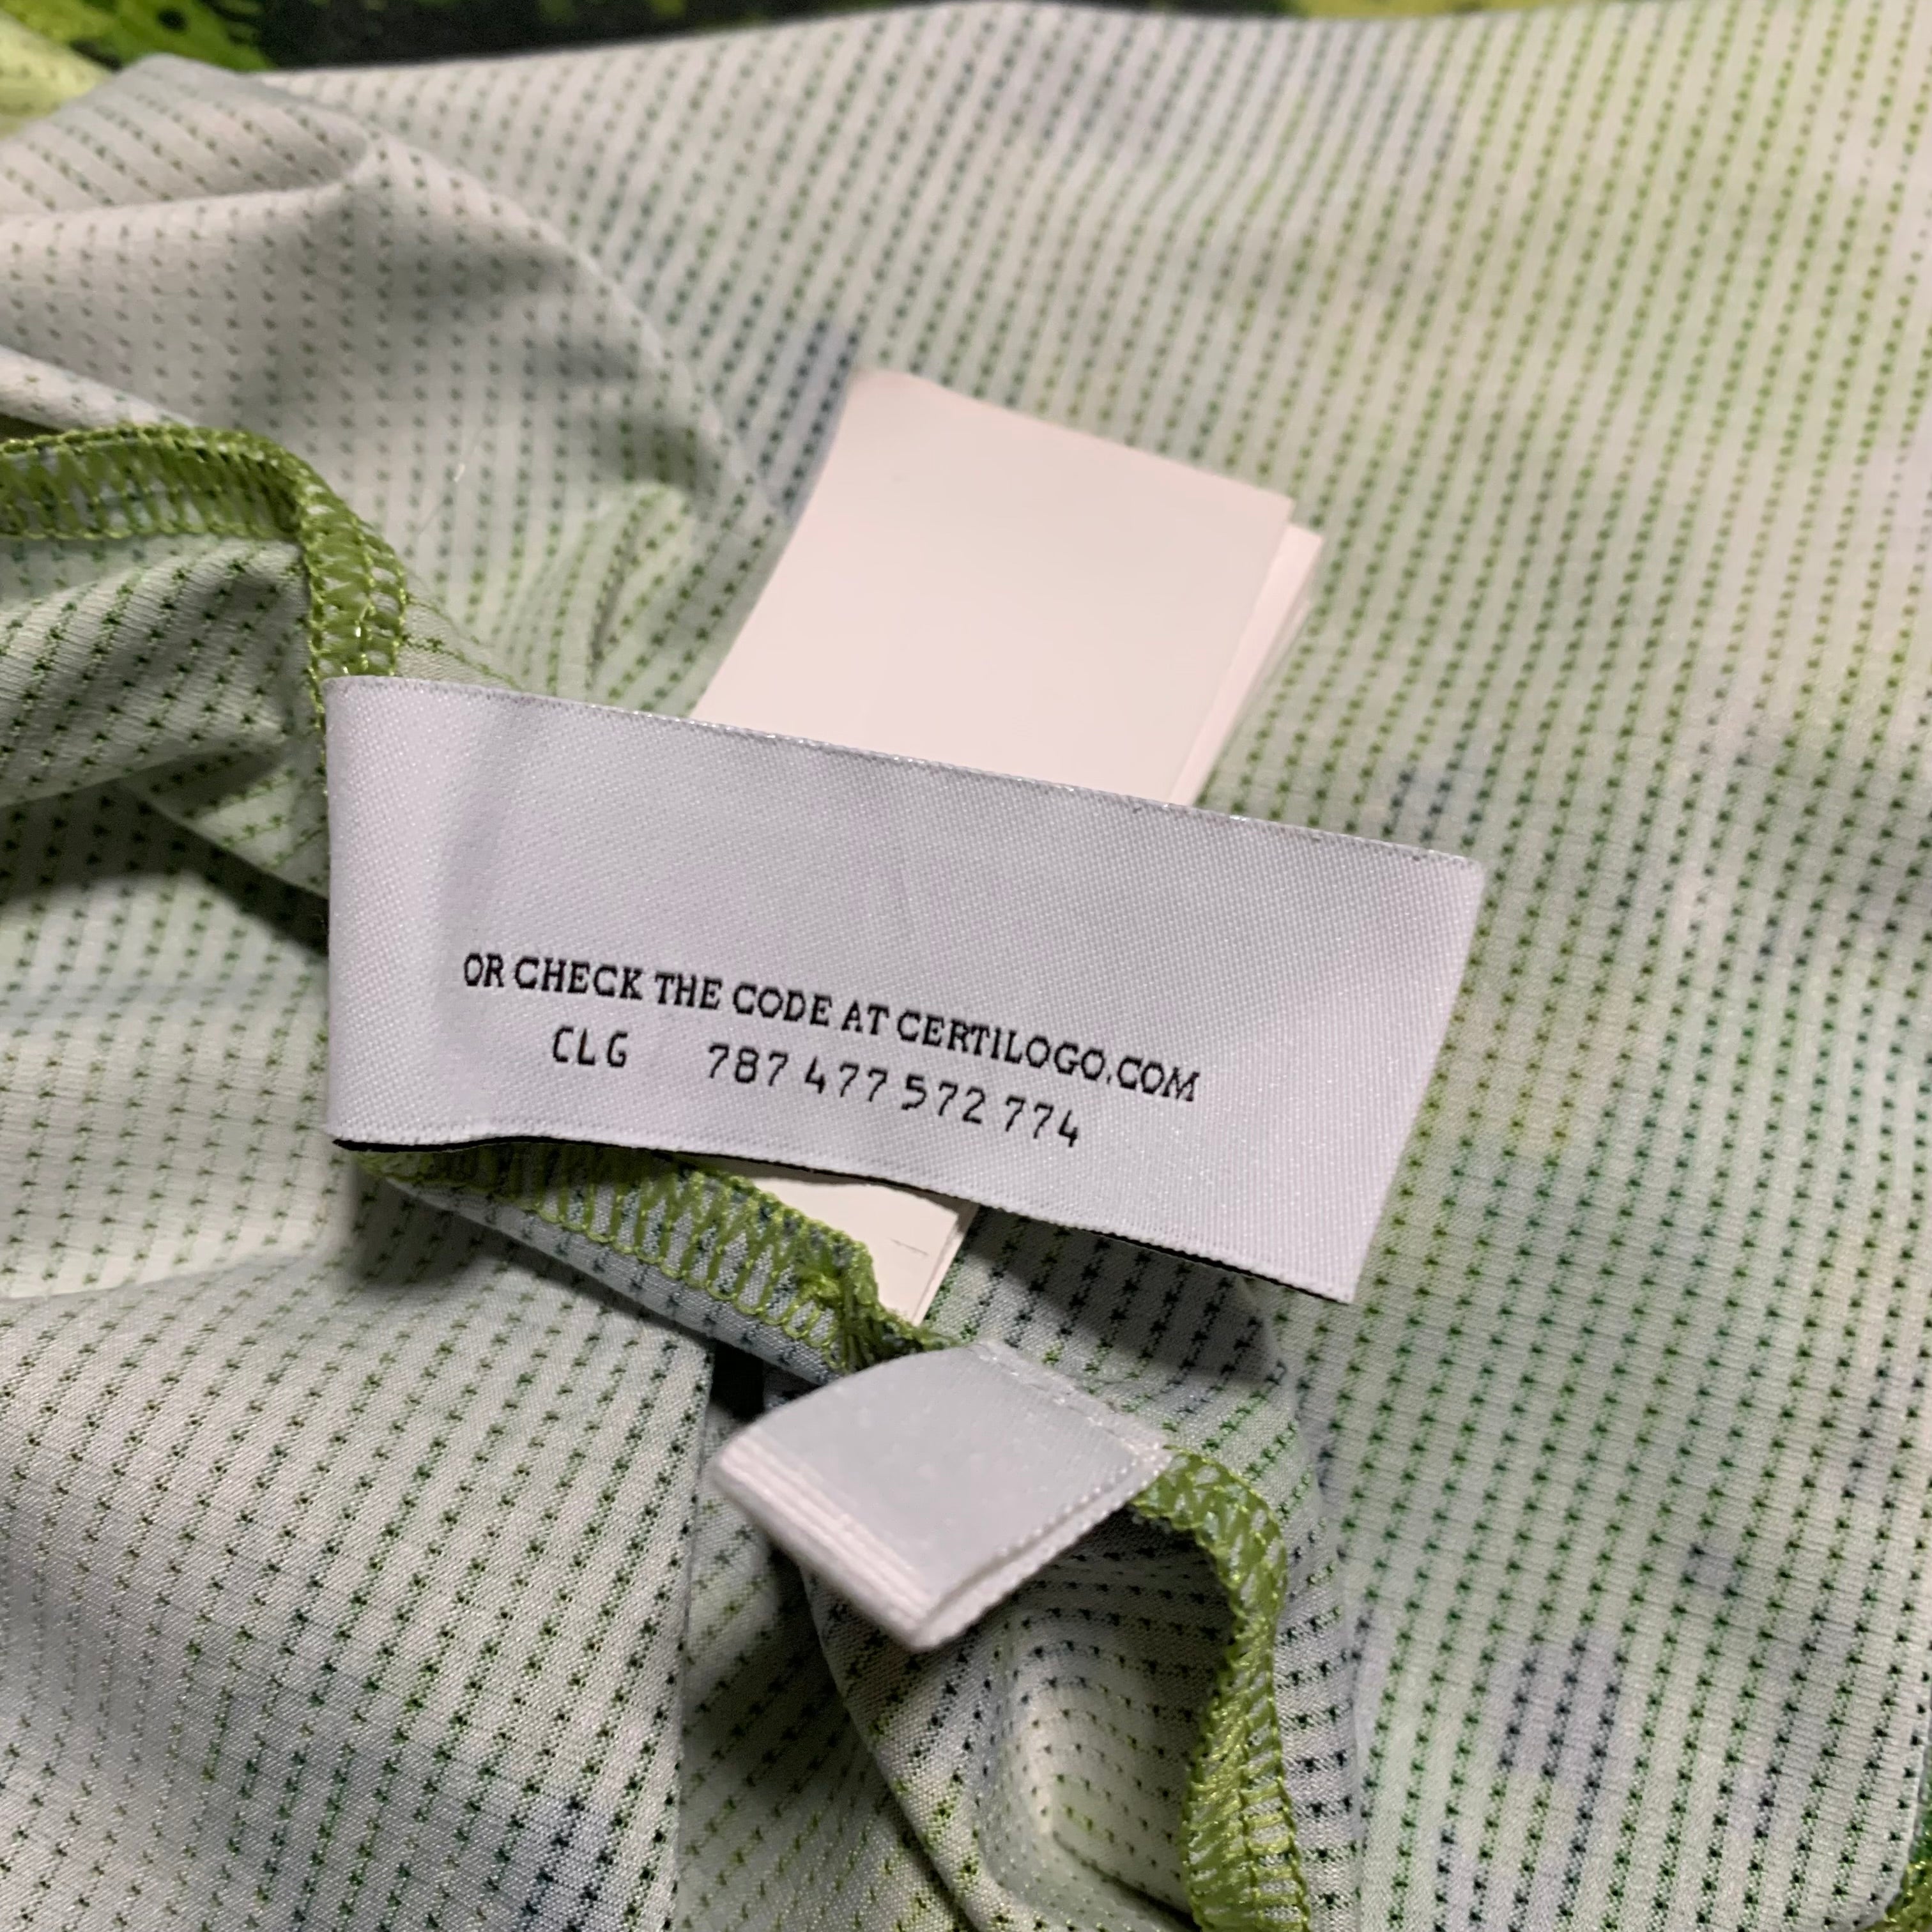 OR CHECK THE CODE AT CERTILOGO.COM
CLG 787 477 572 774